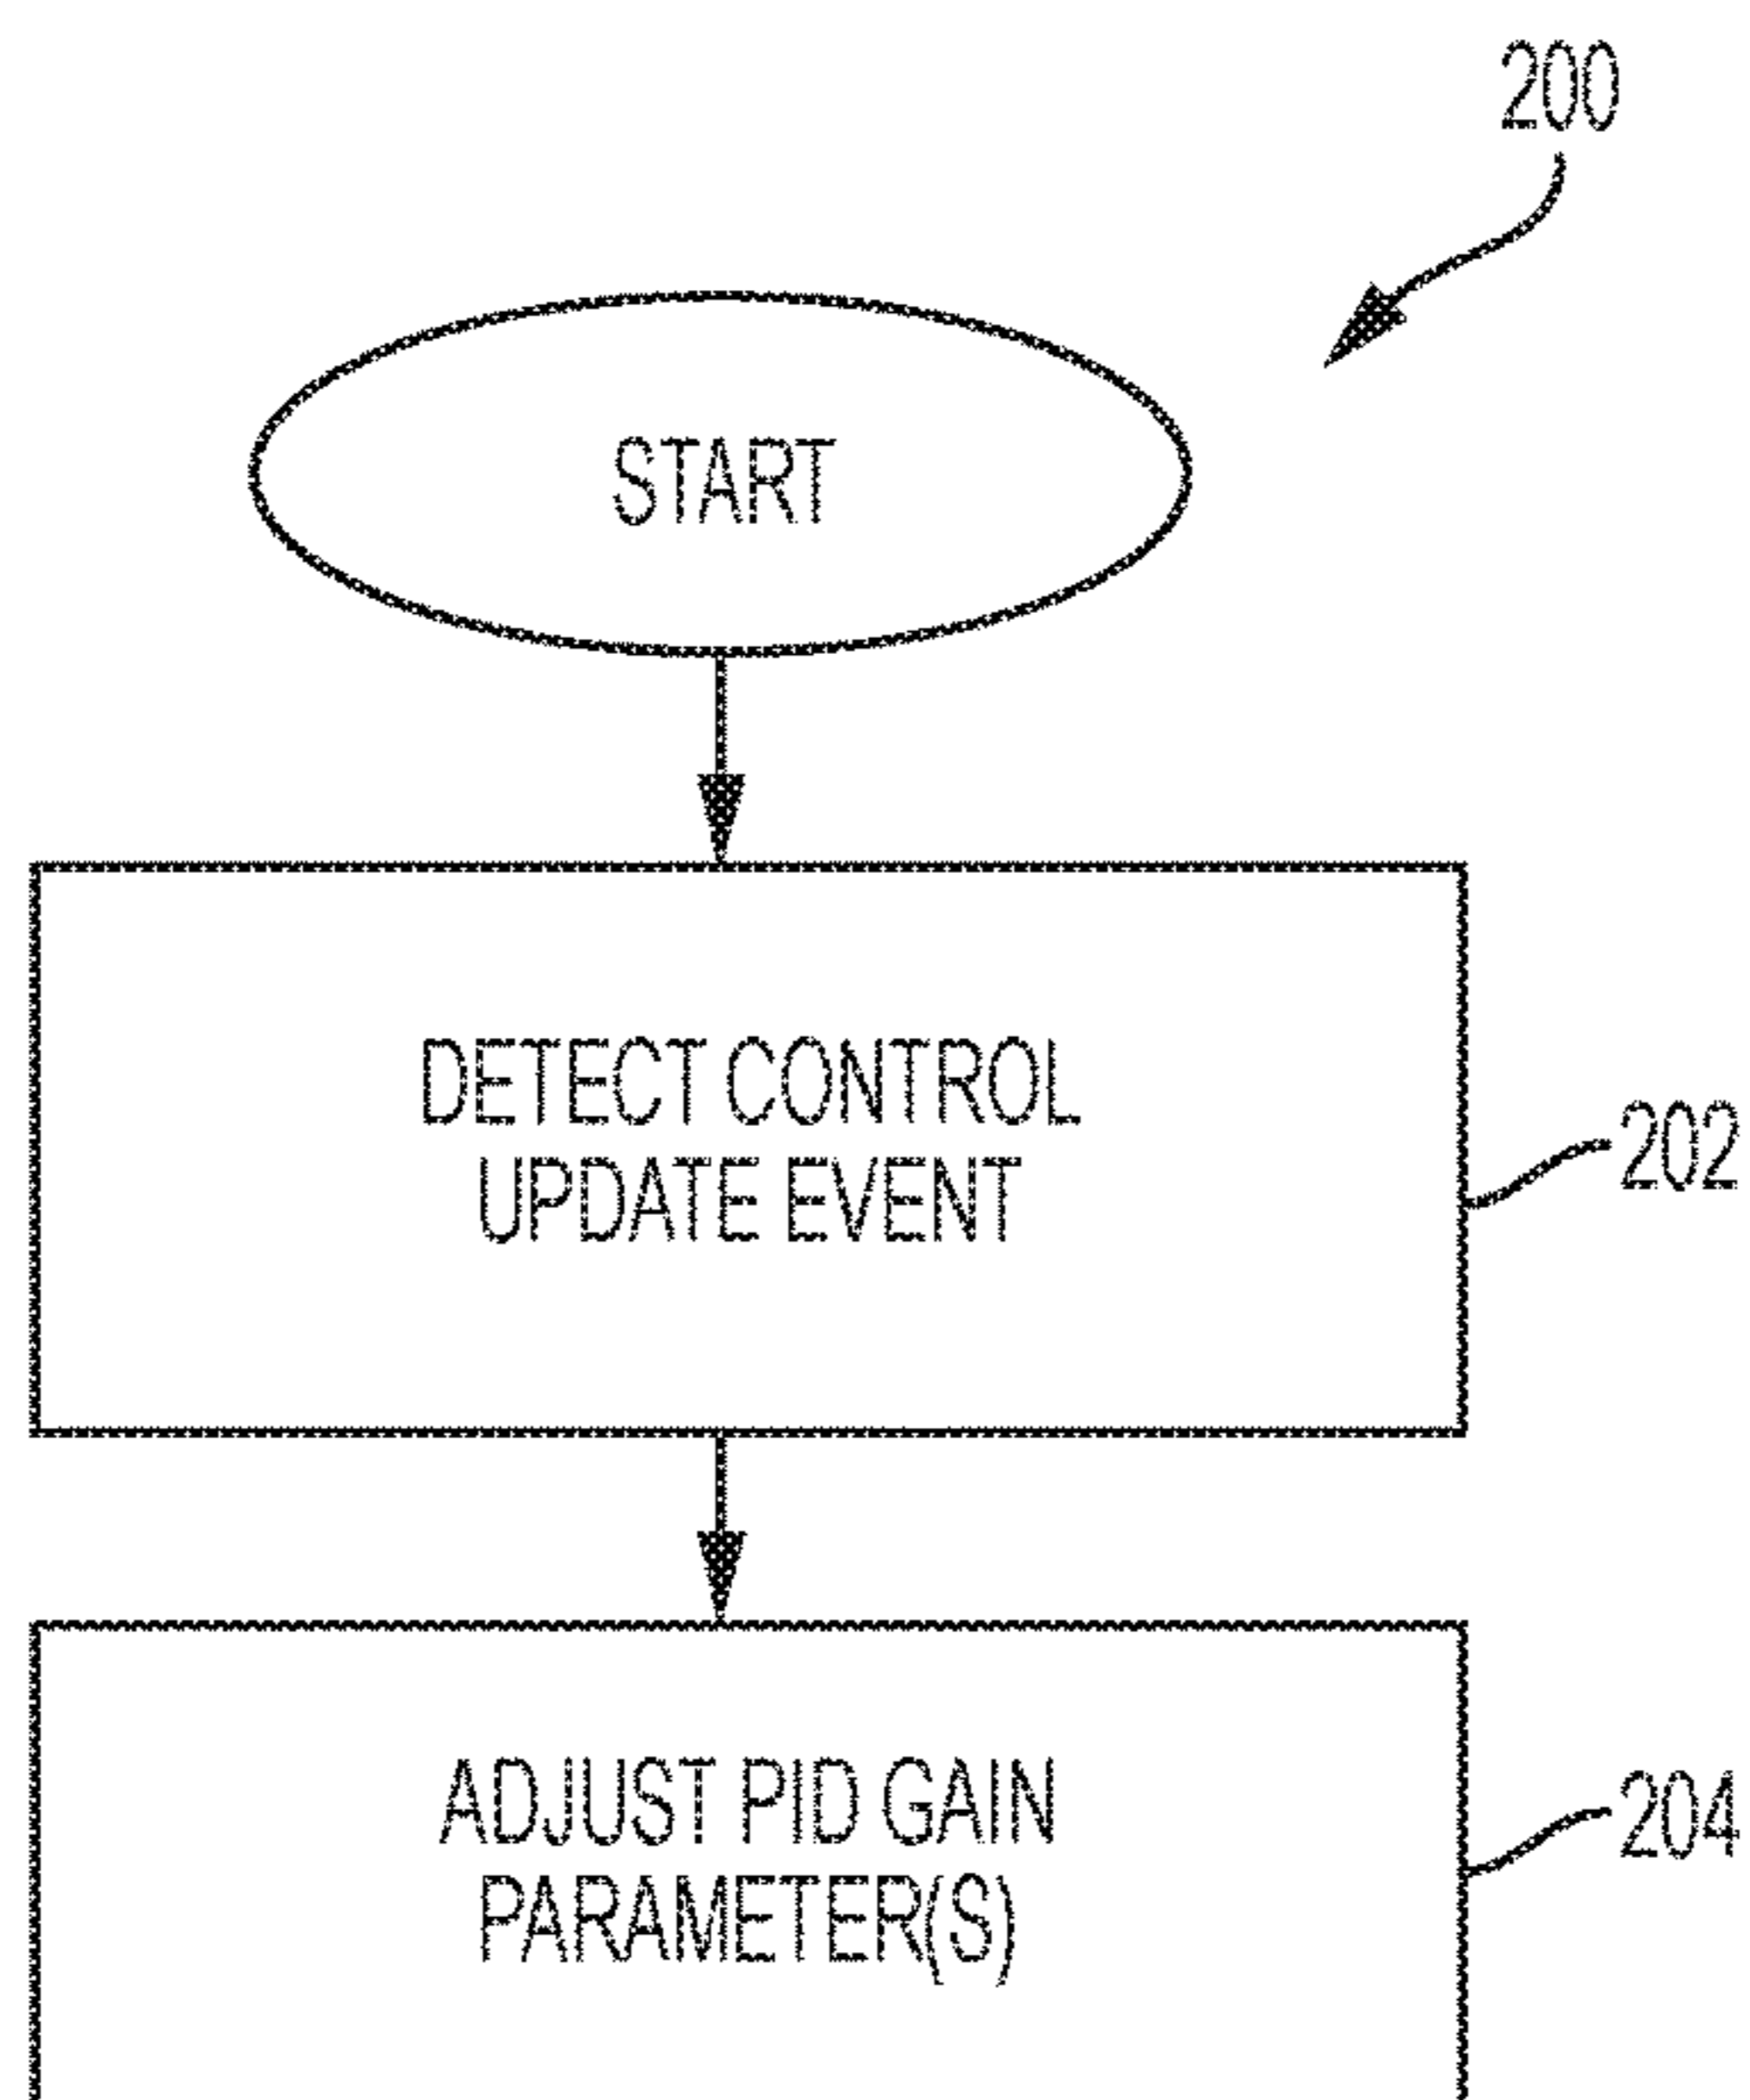 200
START
DETECT CONTROL
UPDATE EVENT
202
ADJUST PID GAIN
PARAMETER(S)
204